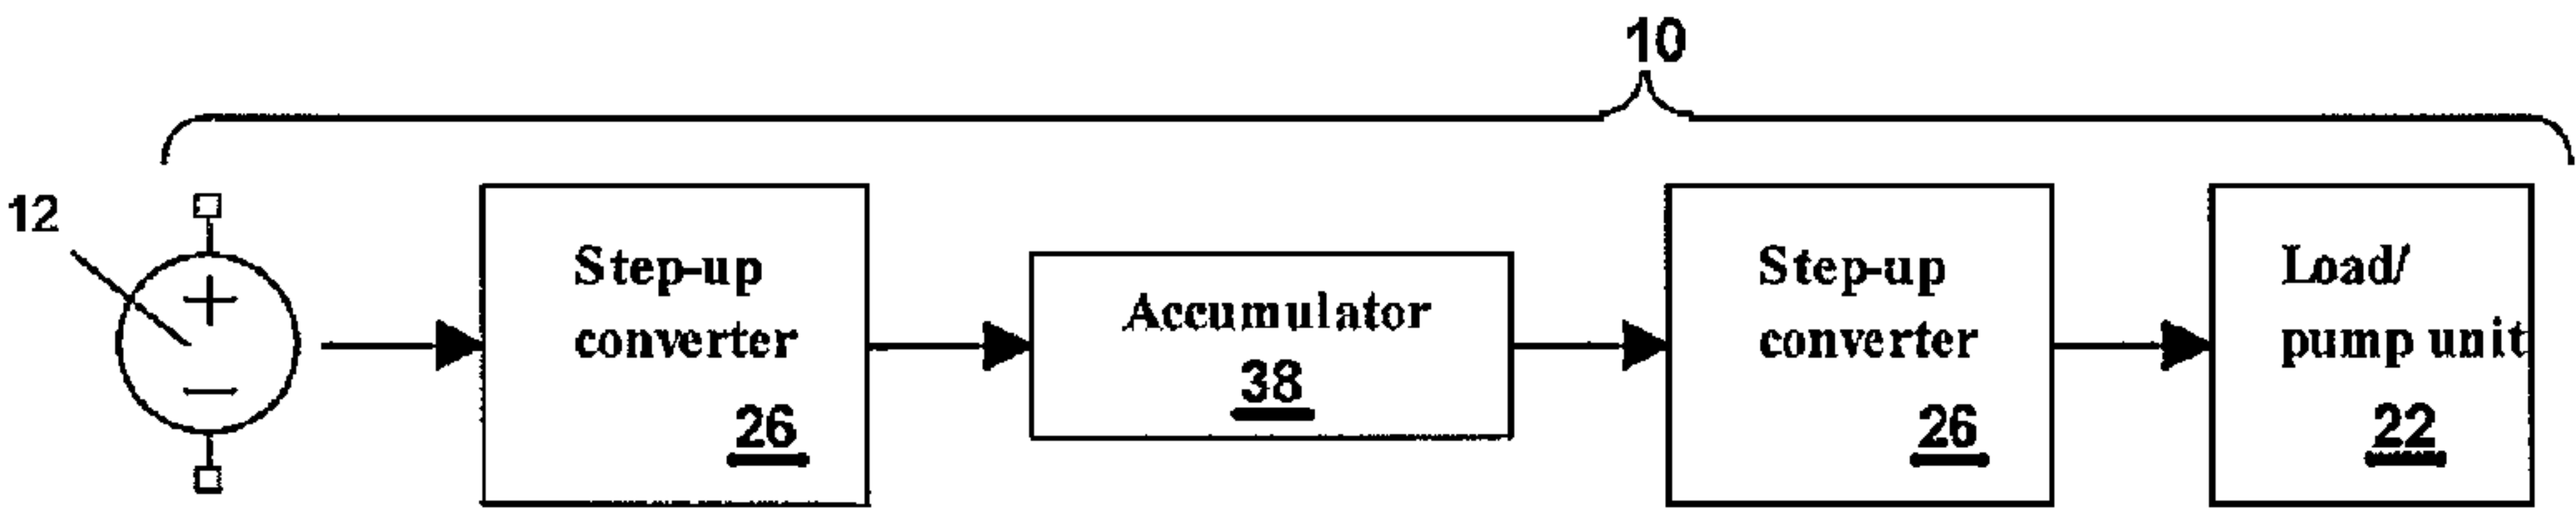 10
12
+
−
Step-up
converter
26
Accumulator
38
Step-up
converter
26
Load/
pump unit
22